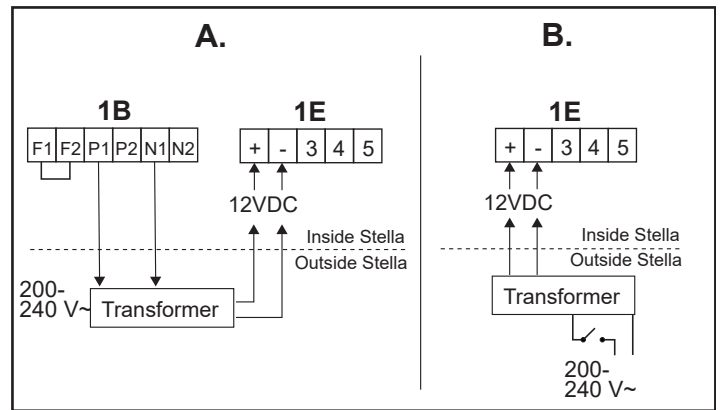 A.
1B
1E
F1 F2 P1 P2 N1 N2
+ - 3 4 5
12VDC
Inside Stella
Outside Stella
200-
240 V~
Transformer
B.
1E
+ - 3 4 5
12VDC
Inside Stella
Outside Stella
Transformer
200-
240 V~